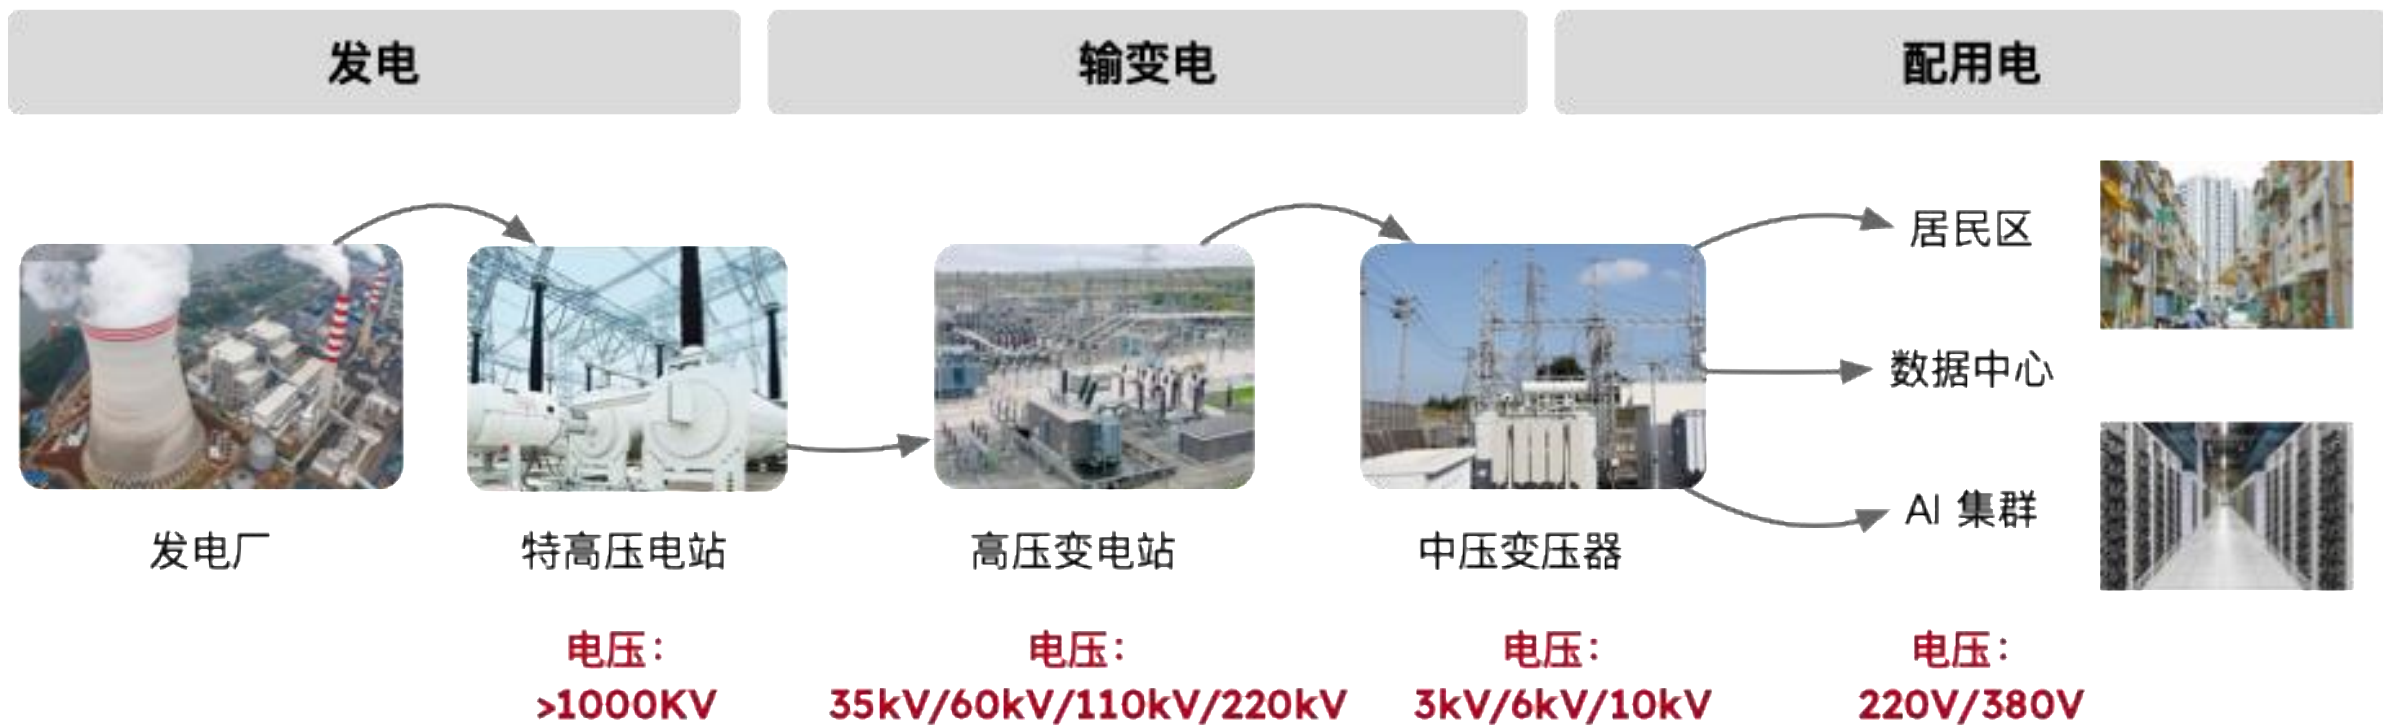 发电
输变电
配用电
居民区
数据中心
AI 集群
发电厂
特高压电站
高压变电站
中压变压器
电压：
>1000KV
电压：
35kV/60kV/110kV/220kV
电压：
3kV/6kV/10kV
电压：
220V/380V